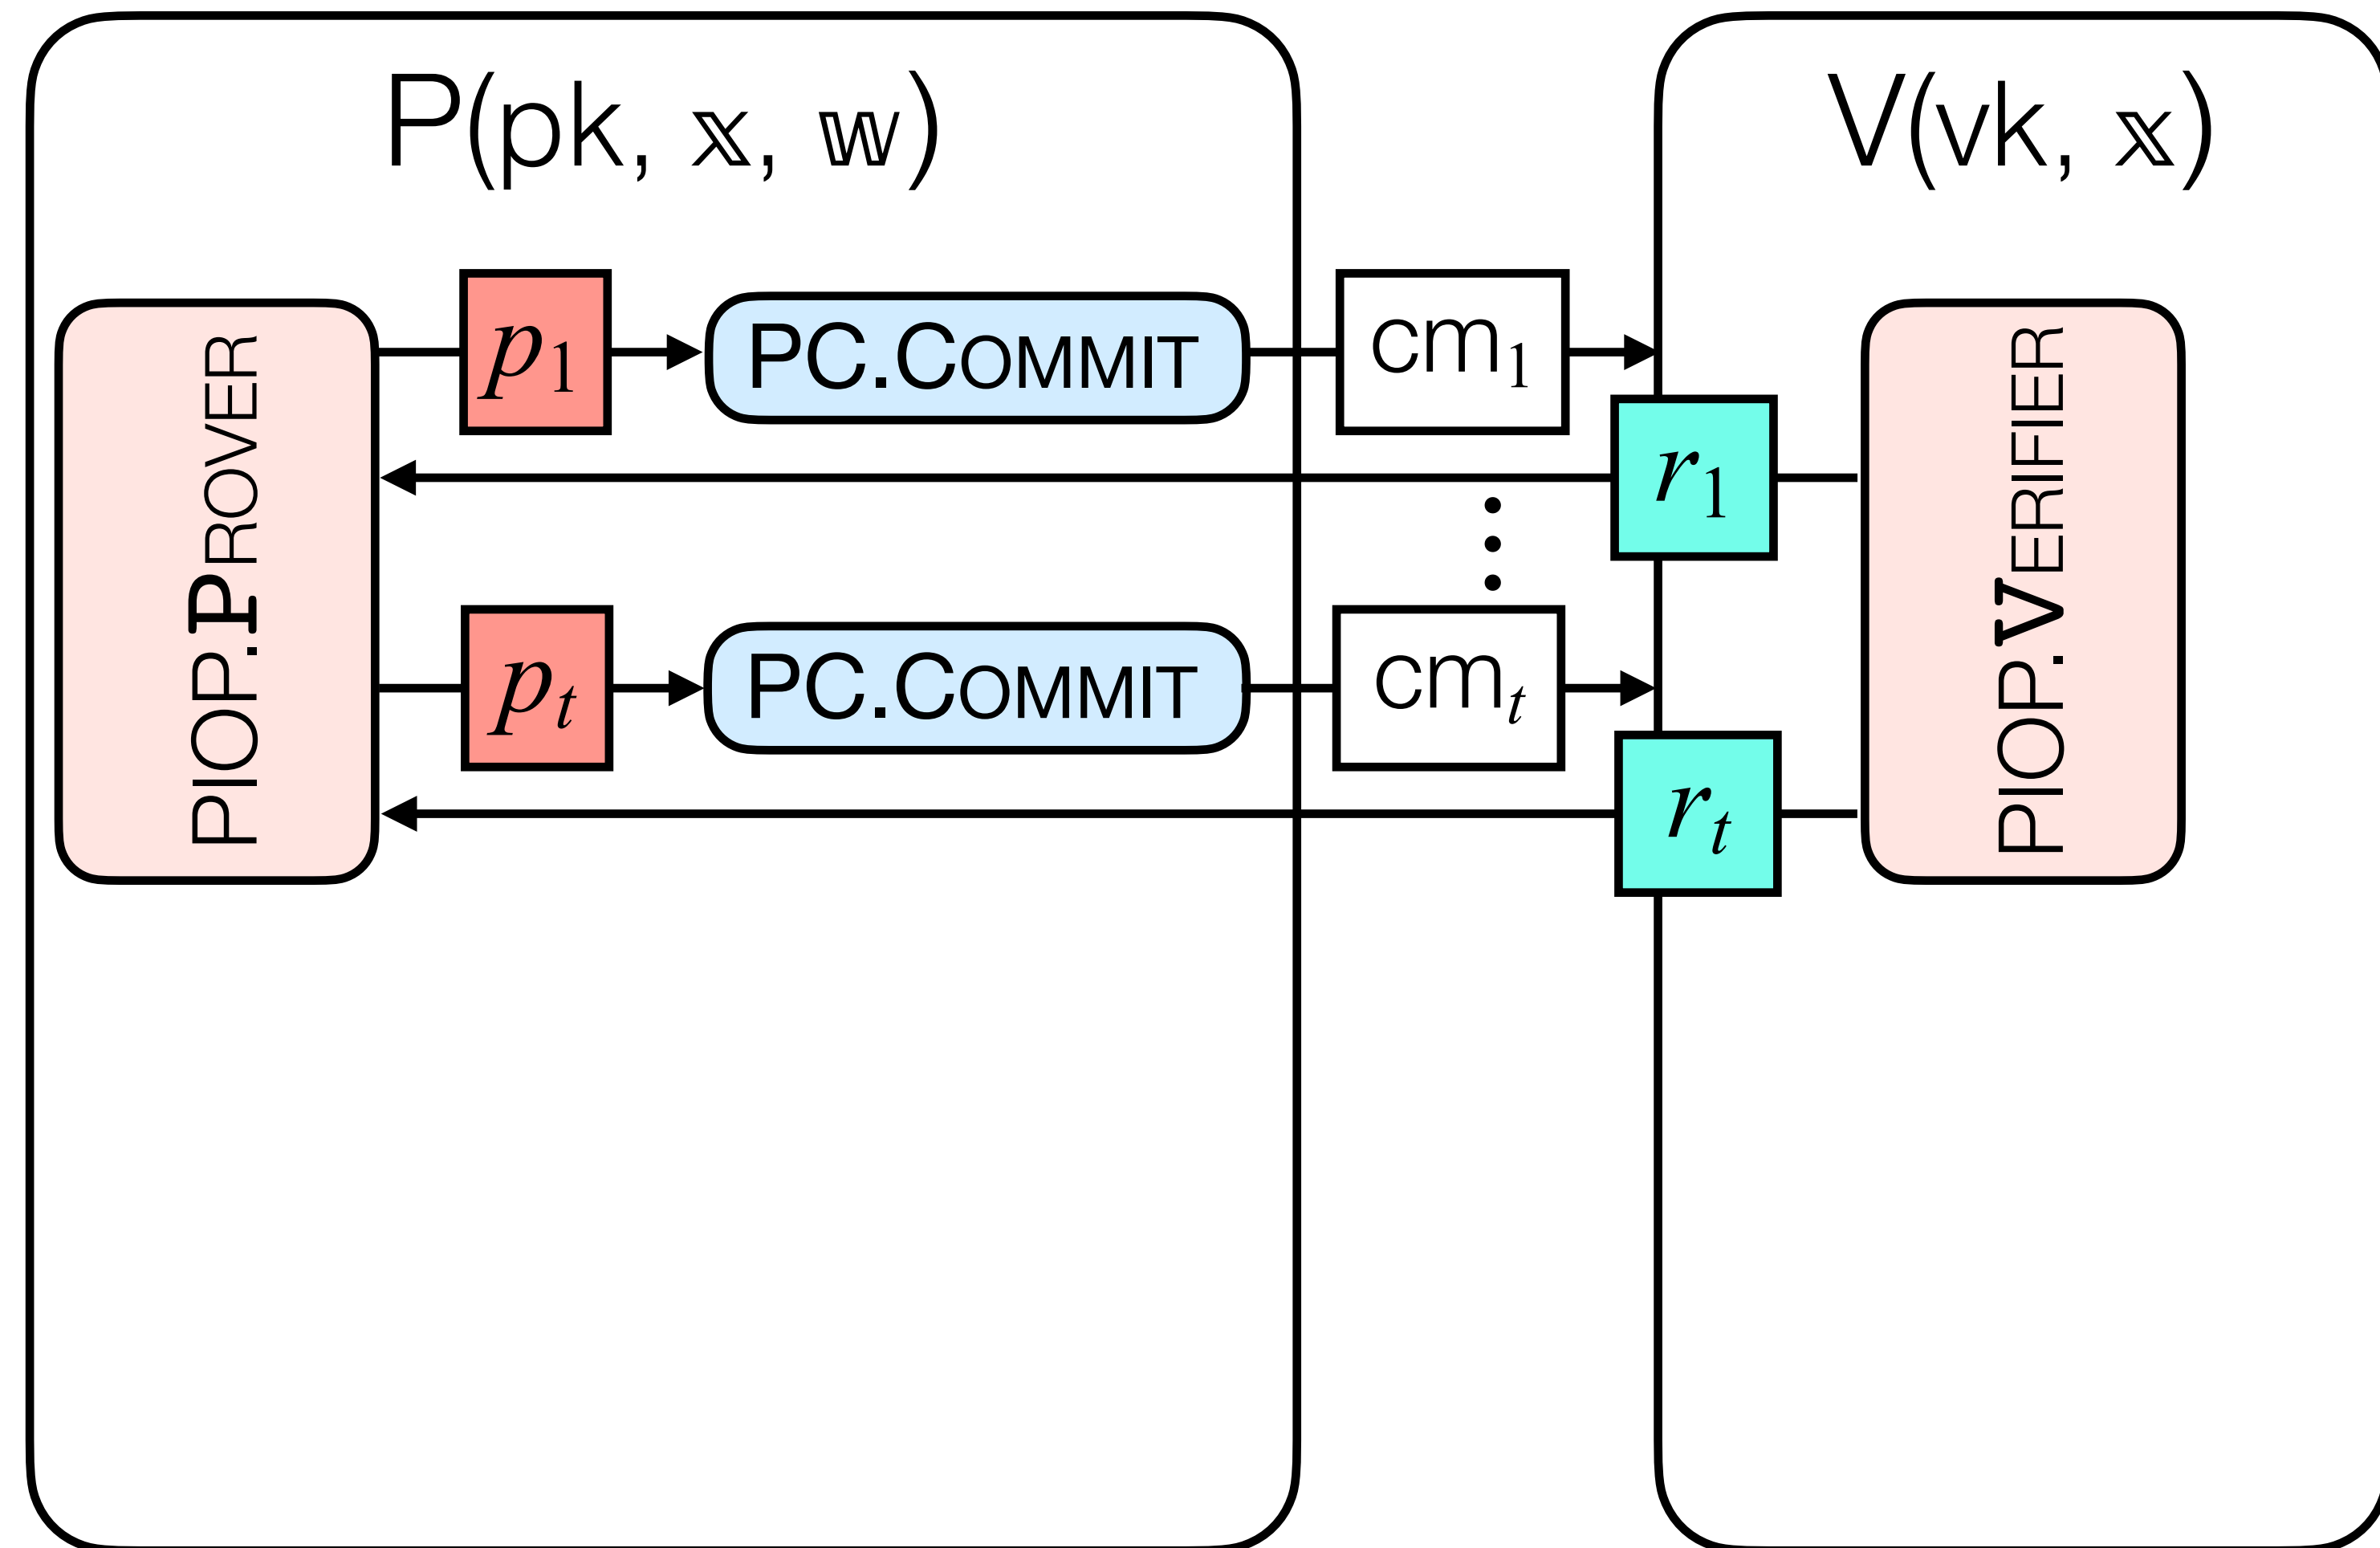 P(pk, 𝕩, 𝕨)
V(vk, 𝕩)
PIOP.PROVER
p₁
PC.COMMIT
cm₁
r₁
pₜ
PC.COMMIT
cmₜ
rₜ
PIOP.VERIFIER